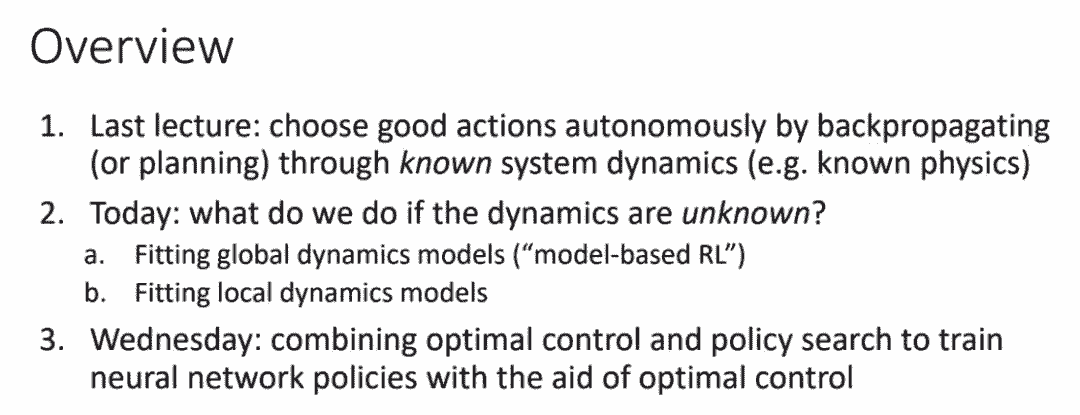 Overview
1. Last lecture: choose good actions autonomously by backpropagating
(or planning) through known system dynamics (e.g. known physics)
2. Today: what do we do if the dynamics are unknown?
a. Fitting global dynamics models (“model-based RL”)
b. Fitting local dynamics models
3. Wednesday: combining optimal control and policy search to train
neural network policies with the aid of optimal control